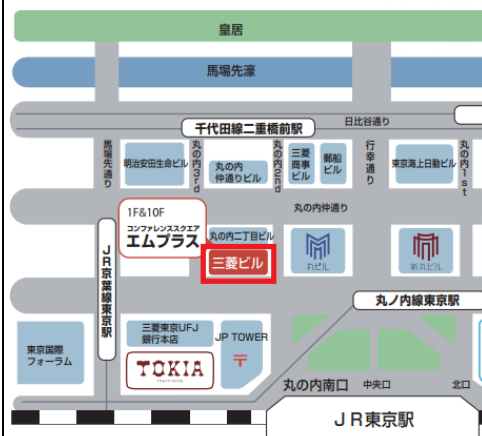 皇居
馬場先濠
千代田線二重橋前駅
日比谷通り
馬場先通り
明治安田生命ビル
丸の内3rd
丸の内
仲通りビル
丸の内2nd
三菱
商事
ビル
郵船
ビル
行幸通り
東京海上日動ビル
丸の内1st
丸の内仲通り
1F&10F
コンファレンススクエア
エムプラス
丸の内二丁目ビル
三菱ビル
丸ビル
新丸ビル
JR京葉線東京駅
丸ノ内線東京駅
東京国際
フォーラム
三菱東京UFJ
銀行本店
TOKIA
JP TOWER
〒
丸の内南口
中央口
北口
JR東京駅